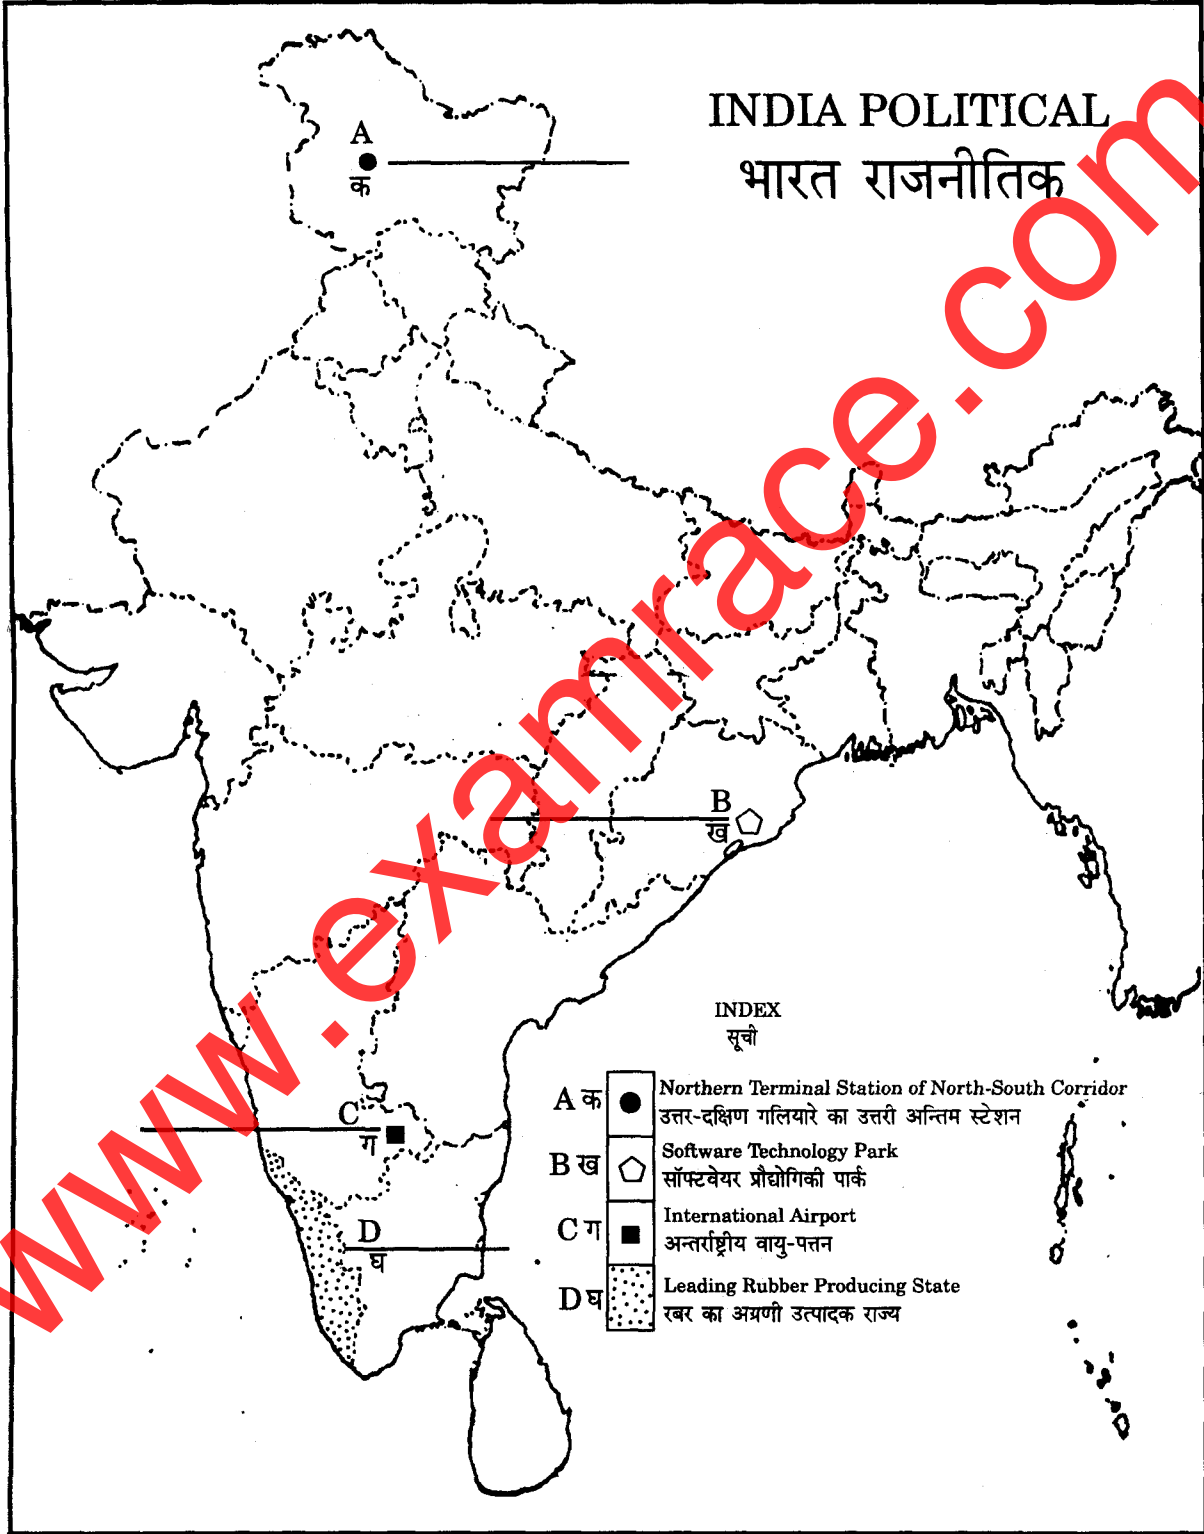 INDIA POLITICAL
भारत राजनीतिक
A
क
B
ख
C
ग
D
घ
INDEX
सूची
A क Northern Terminal Station of North-South Corridor
उत्तर-दक्षिण गलियारे का उत्तरी अन्तिम स्टेशन
B ख Software Technology Park
सॉफ्टवेयर प्रौद्योगिकी पार्क
C ग International Airport
अन्तर्राष्ट्रीय वायु-पत्तन
D घ Leading Rubber Producing State
रबर का अग्रणी उत्पादक राज्य
www.examrace.com